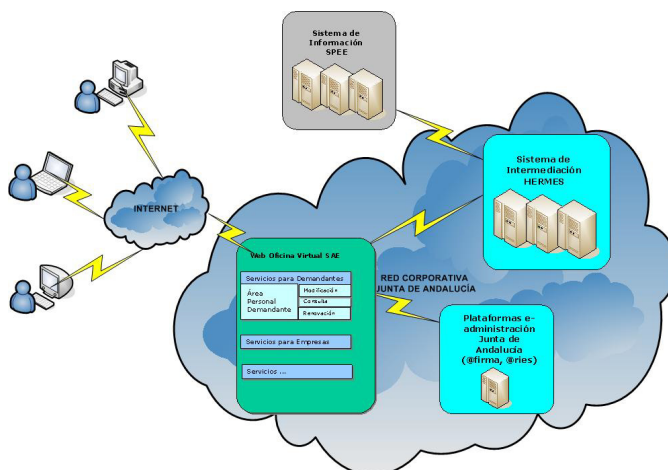 Sistema de
Información
SPEE
Sistema de
Intermediación
HERMES
INTERNET
Web Oficina Virtual SAE
Servicios para Demandantes
Área
Personal
Demandante
Modificación
Consulta
Renovación
Servicios para Empresas
Servicios ...
RED CORPORATIVA
JUNTA DE ANDALUCÍA
Plataformas e-
administración
Junta de
Andalucía
(@firma, @ries)